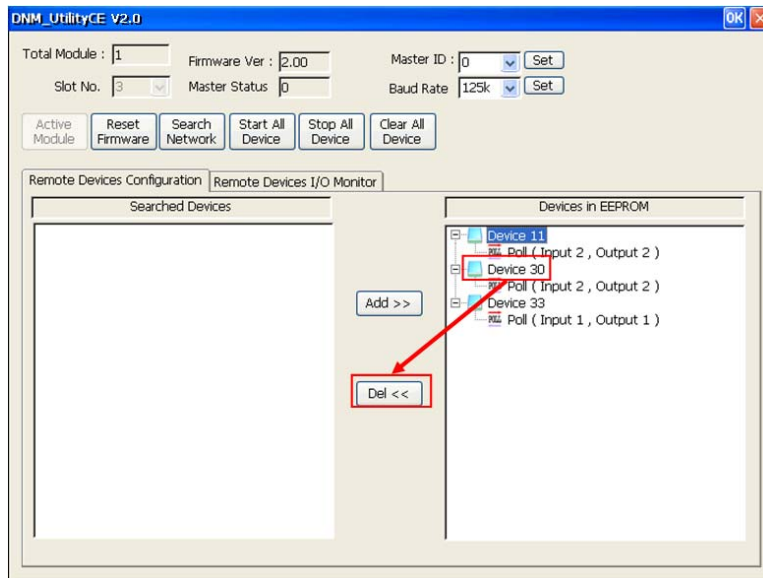 DNM_UtilityCE V2.0 OK
Total Module : 1 Firmware Ver : 2.00 Master ID : 0 Set
Slot No. 3 Master Status 0 Baud Rate 125k Set
Active Module Reset Firmware Search Network Start All Device Stop All Device Clear All Device
Remote Devices Configuration Remote Devices I/O Monitor
Searched Devices Devices in EEPROM
Device 11
POLL Poll ( Input 2 , Output 2 )
Device 30
POLL Poll ( Input 2 , Output 2 )
Add >> Device 33
POLL Poll ( Input 1 , Output 1 )
Del <<